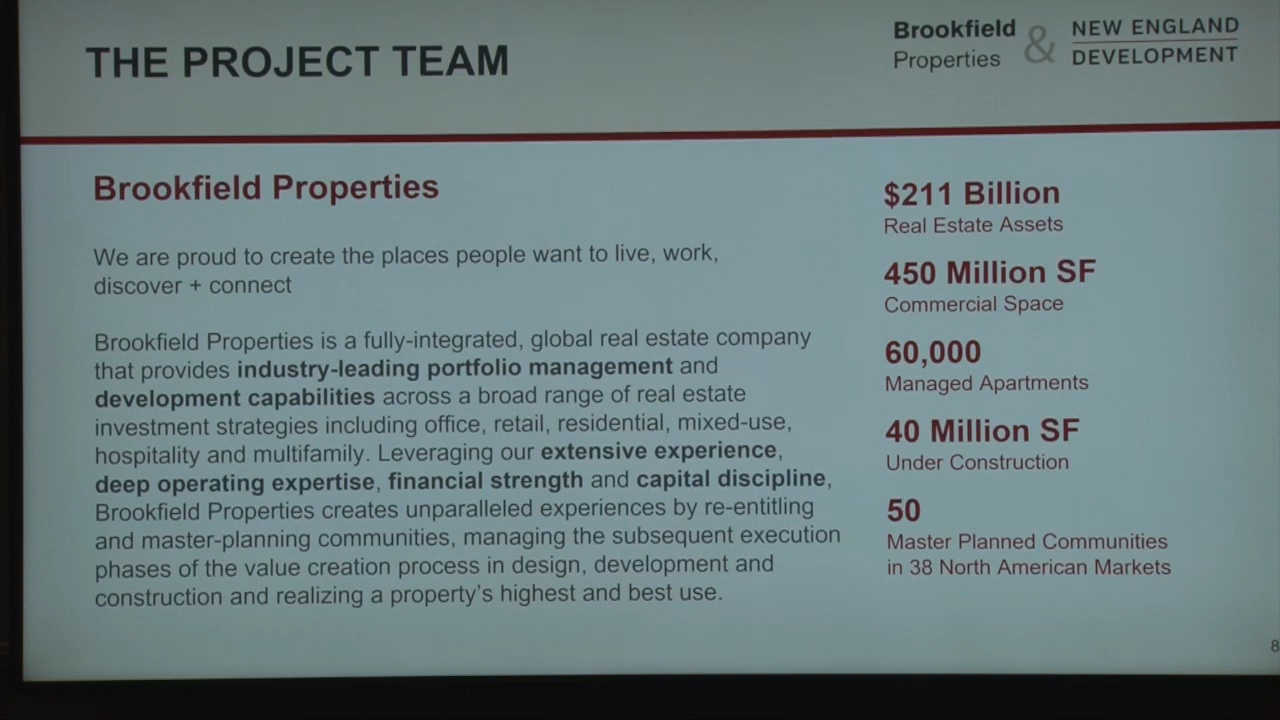 THE PROJECT TEAM
Brookfield
Properties
&
NEW ENGLAND
DEVELOPMENT
Brookfield Properties
We are proud to create the places people want to live, work,
discover + connect
Brookfield Properties is a fully-integrated, global real estate company
that provides industry-leading portfolio management and
development capabilities across a broad range of real estate
investment strategies including office, retail, residential, mixed-use,
hospitality and multifamily. Leveraging our extensive experience,
deep operating expertise, financial strength and capital discipline,
Brookfield Properties creates unparalleled experiences by re-entitling
and master-planning communities, managing the subsequent execution
phases of the value creation process in design, development and
construction and realizing a property's highest and best use.
$211 Billion
Real Estate Assets
450 Million SF
Commercial Space
60,000
Managed Apartments
40 Million SF
Under Construction
50
Master Planned Communities
in 38 North American Markets
8